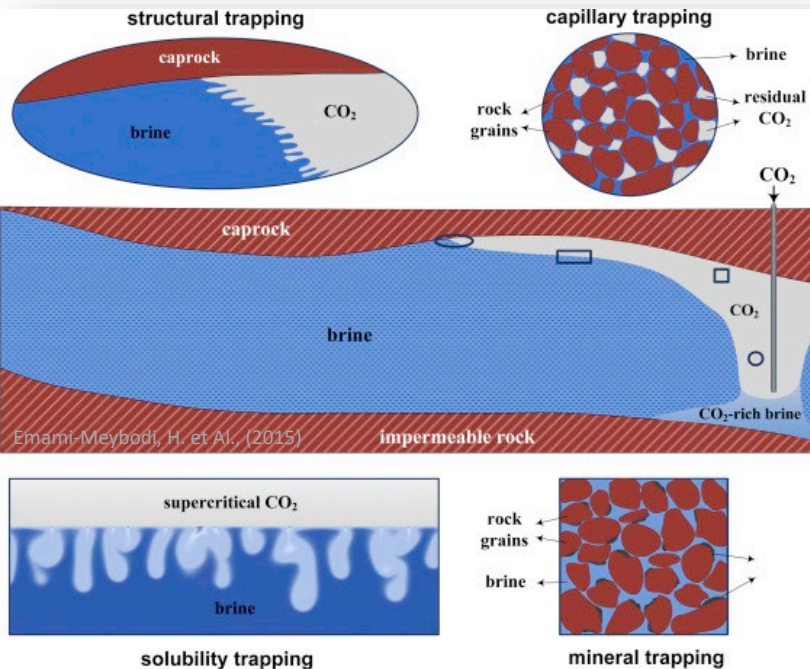 structural trapping
caprock
brine
CO₂
capillary trapping
brine
residual
CO₂
rock
grains
CO₂
caprock
brine
CO₂
CO₂-rich brine
Emami-Meybodi, H. et Al., (2015)
impermeable rock
supercritical CO₂
brine
solubility trapping
rock
grains
brine
mineral trapping